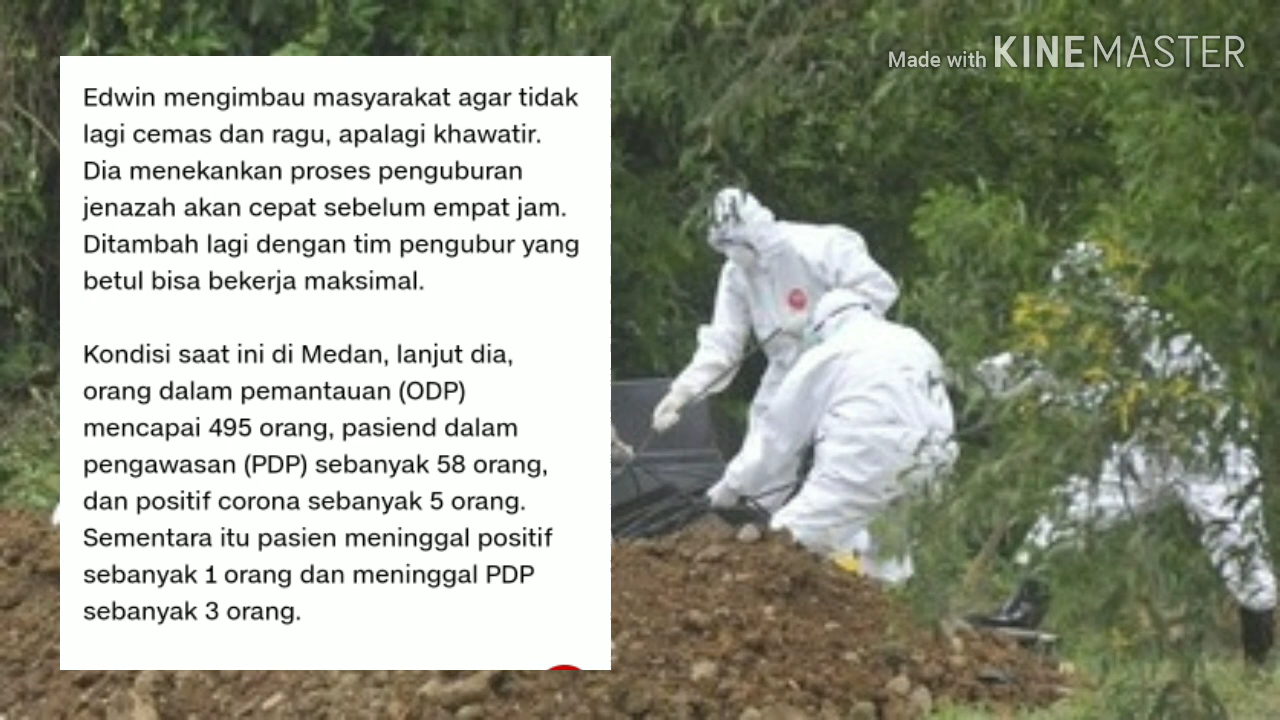 Made with KINEMASTER
Edwin mengimbau masyarakat agar tidak
lagi cemas dan ragu, apalagi khawatir.
Dia menekankan proses penguburan
jenazah akan cepat sebelum empat jam.
Ditambah lagi dengan tim pengubur yang
betul bisa bekerja maksimal.
Kondisi saat ini di Medan, lanjut dia,
orang dalam pemantauan (ODP)
mencapai 495 orang, pasiend dalam
pengawasan (PDP) sebanyak 58 orang,
dan positif corona sebanyak 5 orang.
Sementara itu pasien meninggal positif
sebanyak 1 orang dan meninggal PDP
sebanyak 3 orang.